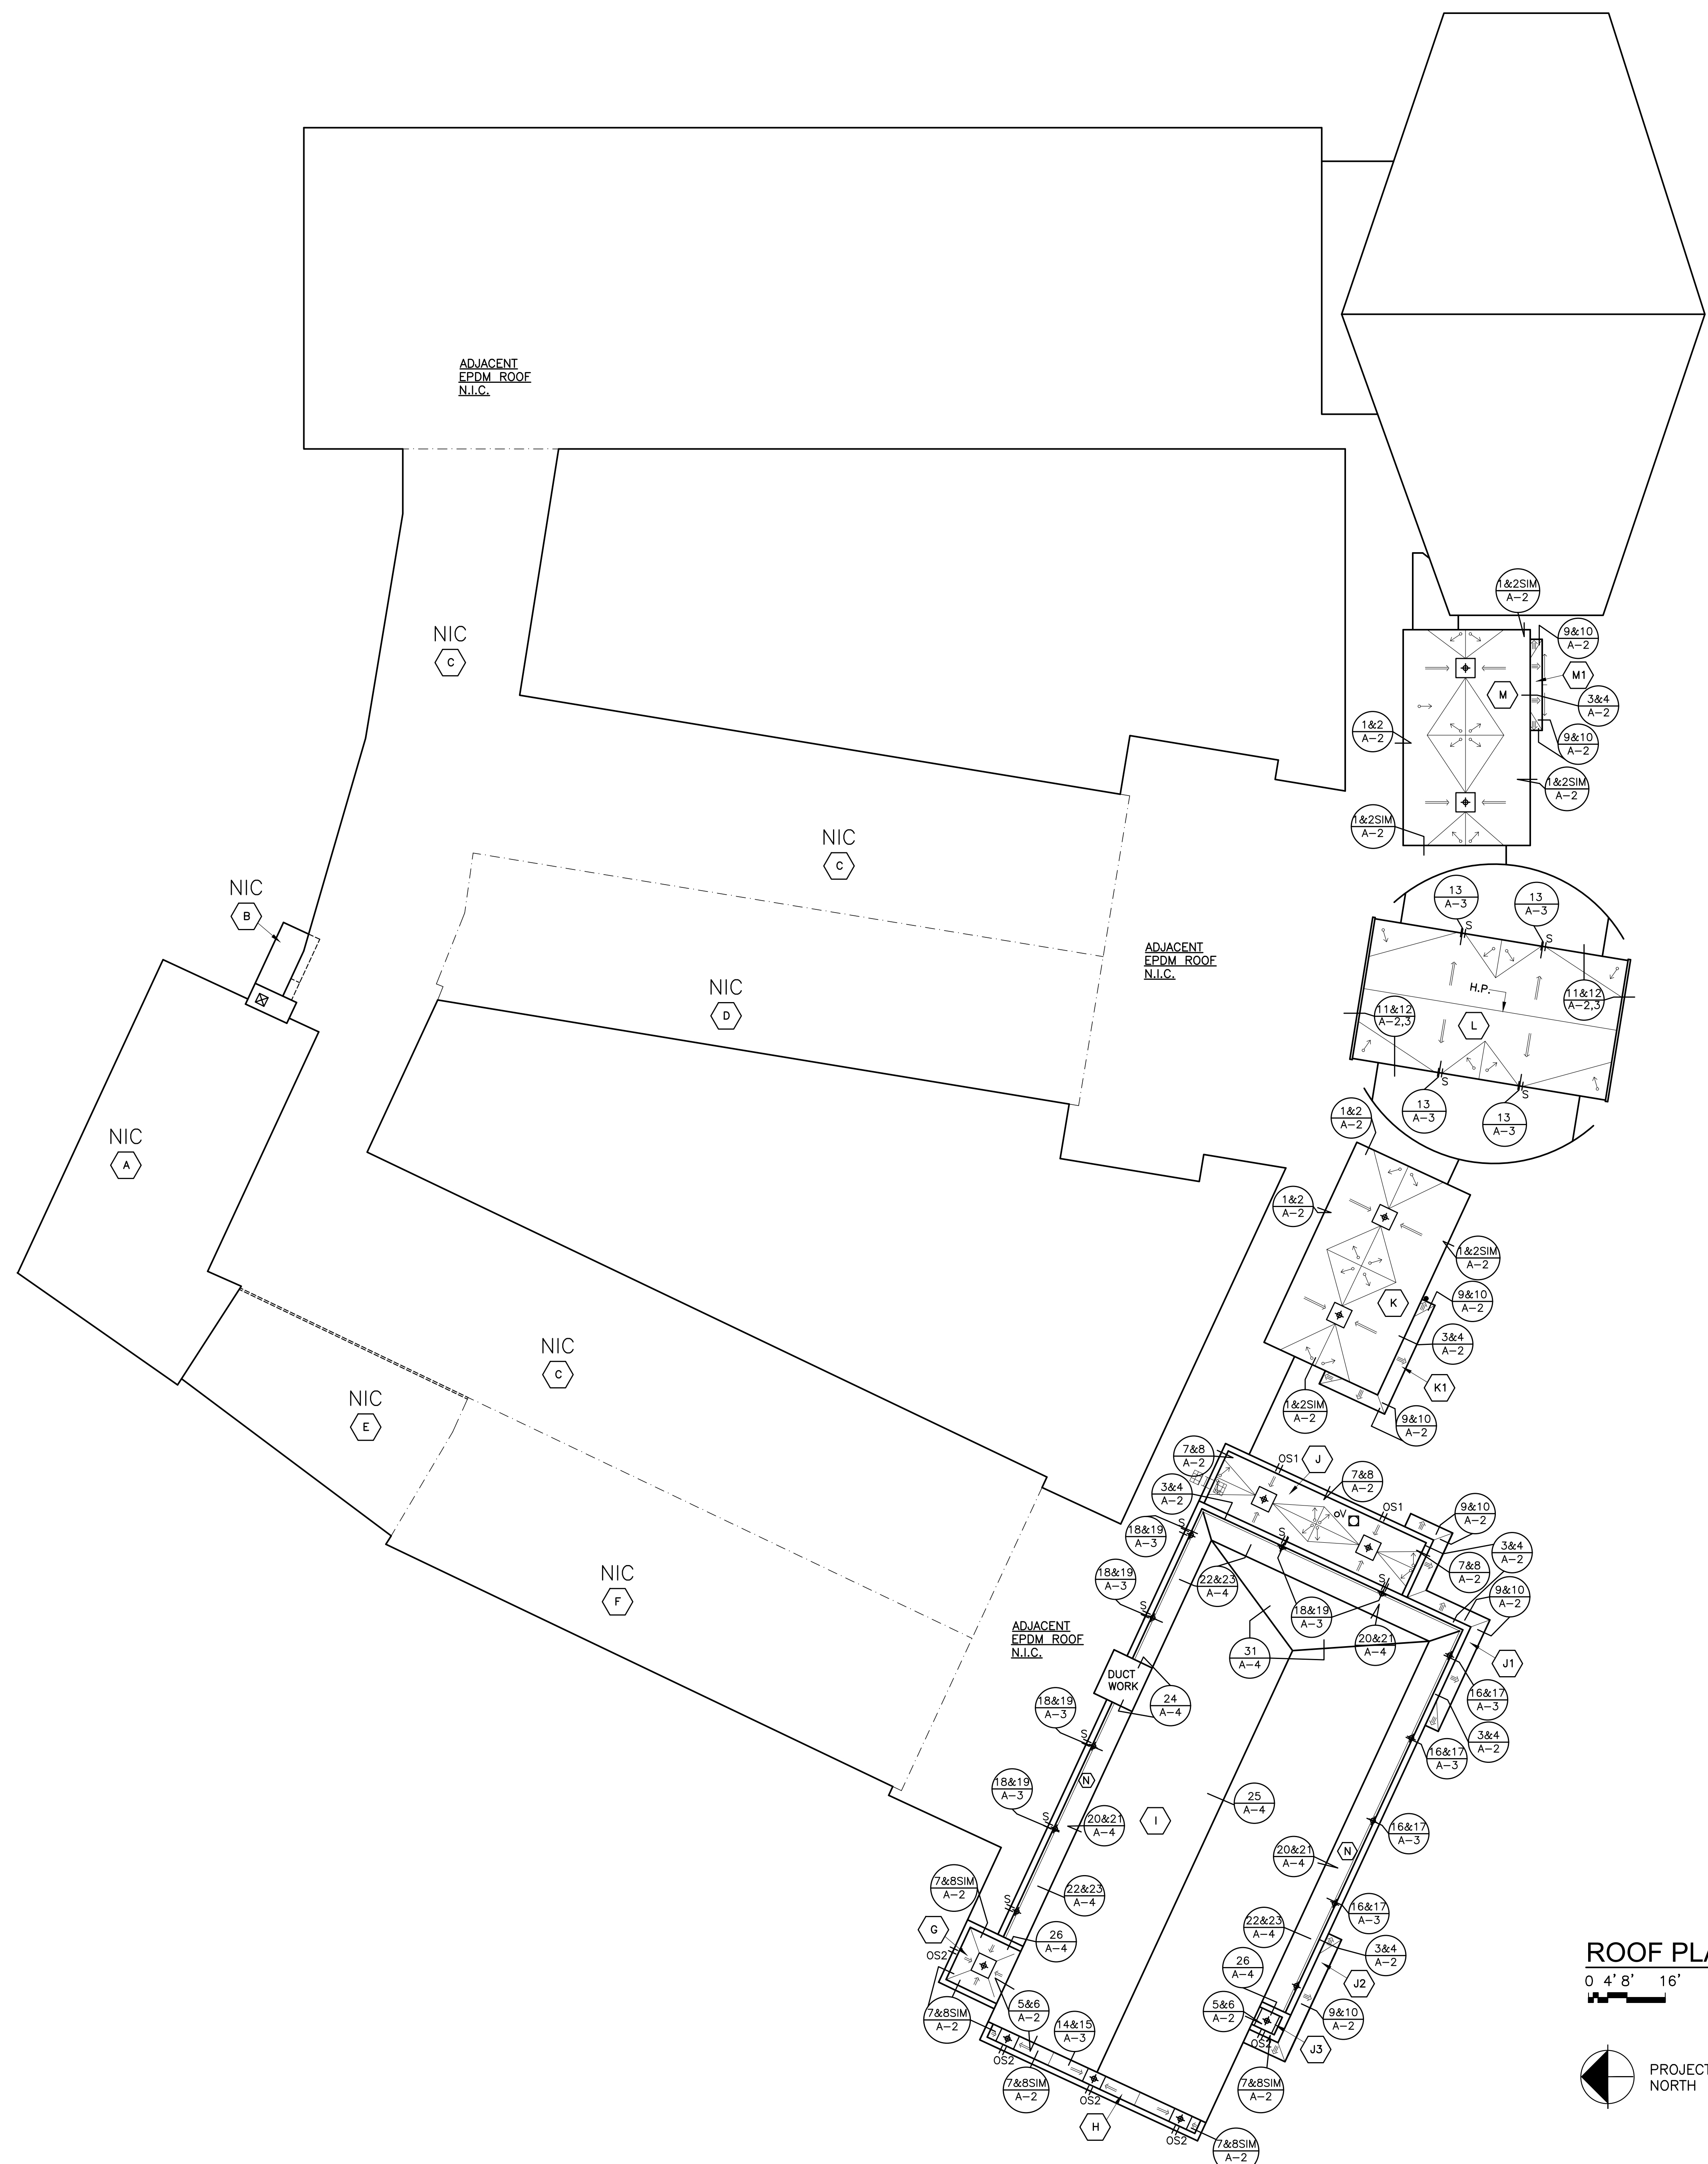 ADJACENT
EPDM ROOF
N.I.C.
1&2SIM
A-2
9&10
A-2
NIC
C
M1
M
3&4
A-2
1&2
A-2
9&10
A-2
1&2SIM
A-2
1&2SIM
A-2
NIC
C
NIC
B
13
A-3
13
A-3
S
S
ADJACENT
EPDM ROOF
N.I.C.
H.P.
11&12
A-2,3
NIC
D
11&12
A-2,3
L
S
S
13
A-3
13
A-3
1&2
A-2
NIC
A
1&2
A-2
1&2SIM
A-2
9&10
A-2
K
3&4
A-2
NIC
C
K1
NIC
E
1&2SIM
A-2
9&10
A-2
7&8
A-2
OS1
J
7&8
A-2
3&4
A-2
OS1
oV
9&10
A-2
S
18&19
A-3
S
3&4
A-2
7&8
A-2
18&19
A-3
22&23
A-4
S
9&10
A-2
NIC
F
S
18&19
A-3
ADJACENT
EPDM ROOF
N.I.C.
20&21
A-4
31
A-4
J1
DUCT
WORK
24
A-4
16&17
A-3
18&19
A-3
S
3&4
A-2
16&17
A-3
N
18&19
A-3
S
25
A-4
20&21
A-4
I
16&17
A-3
N
20&21
A-4
7&8SIM
A-2
22&23
A-4
S
16&17
A-3
G
22&23
A-4
26
A-4
3&4
A-2
OS2
26
A-4
J2
5&6
A-2
5&6
A-2
9&10
A-2
7&8SIM
A-2
14&15
A-3
OS2
J3
OS2
7&8SIM
A-2
7&8SIM
A-2
OS2
H
OS2
7&8SIM
A-2
ROOF PLA
0 4' 8' 16'
PROJECT
NORTH